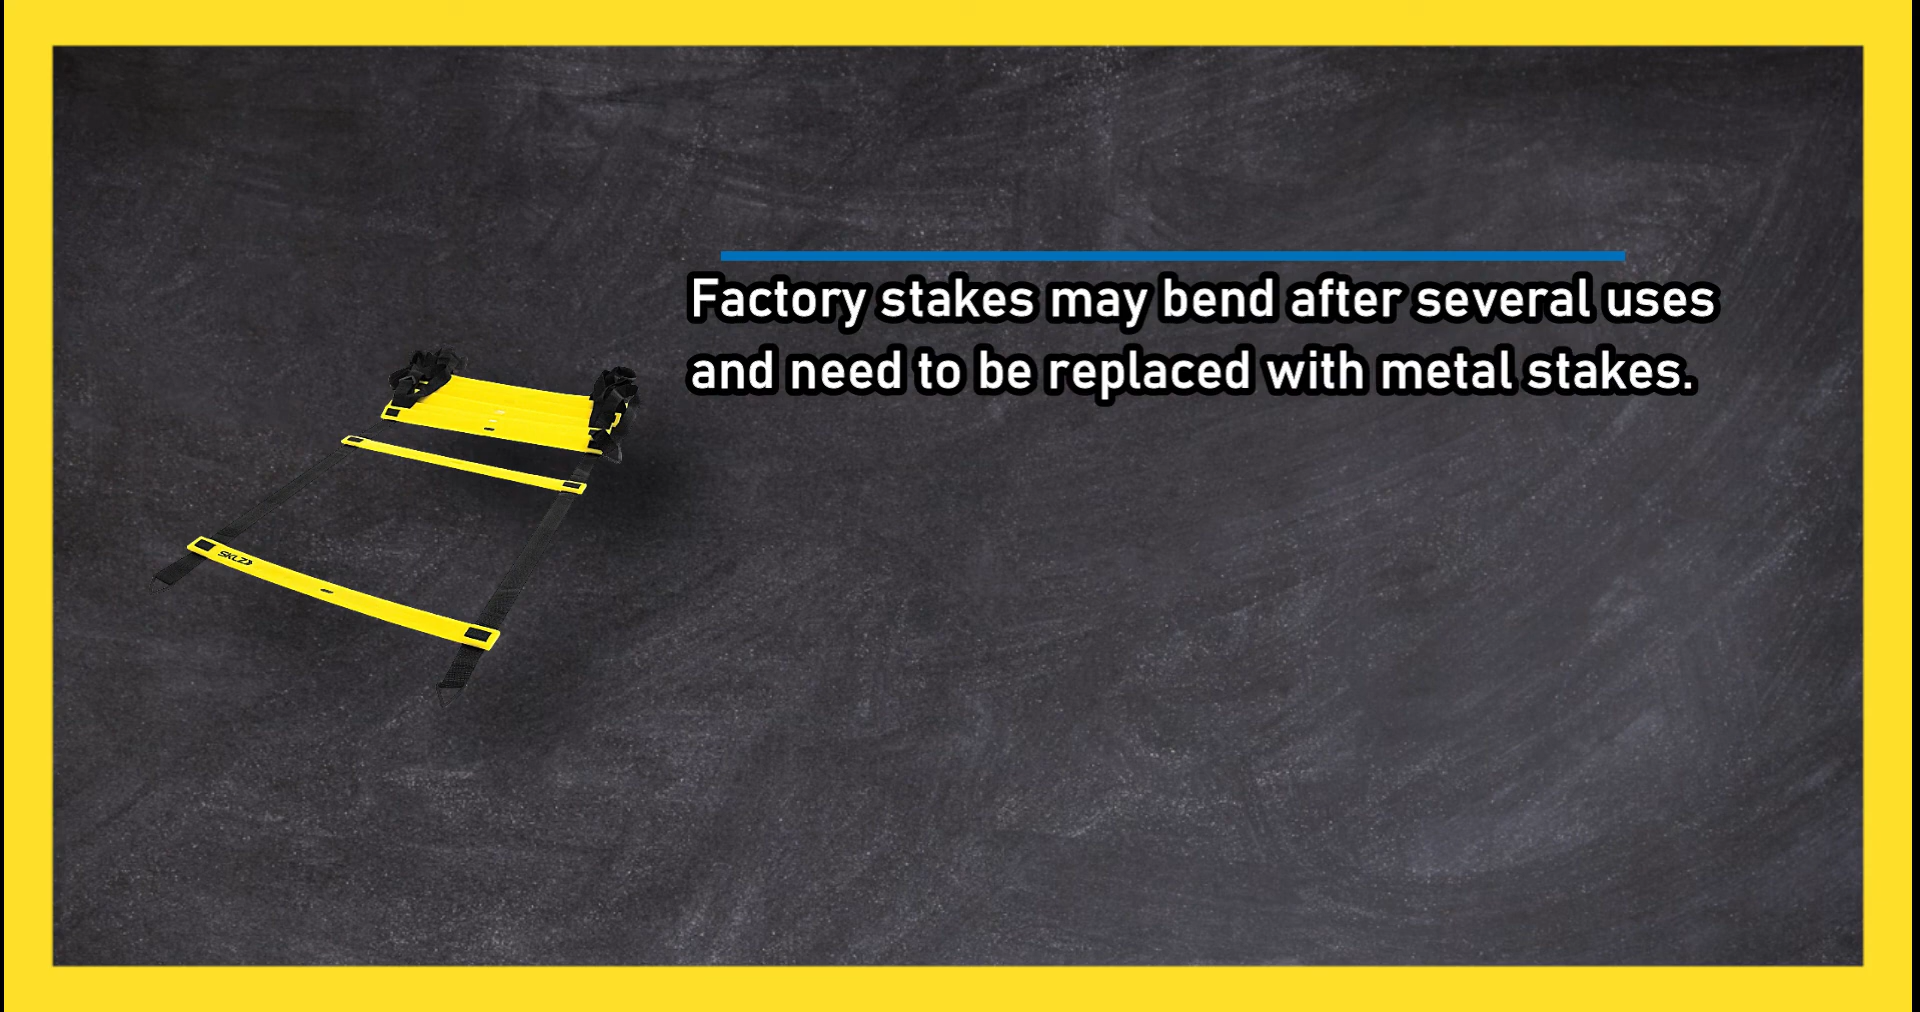 Factory stakes may bend after several uses
and need to be replaced with metal stakes.
SKLZ